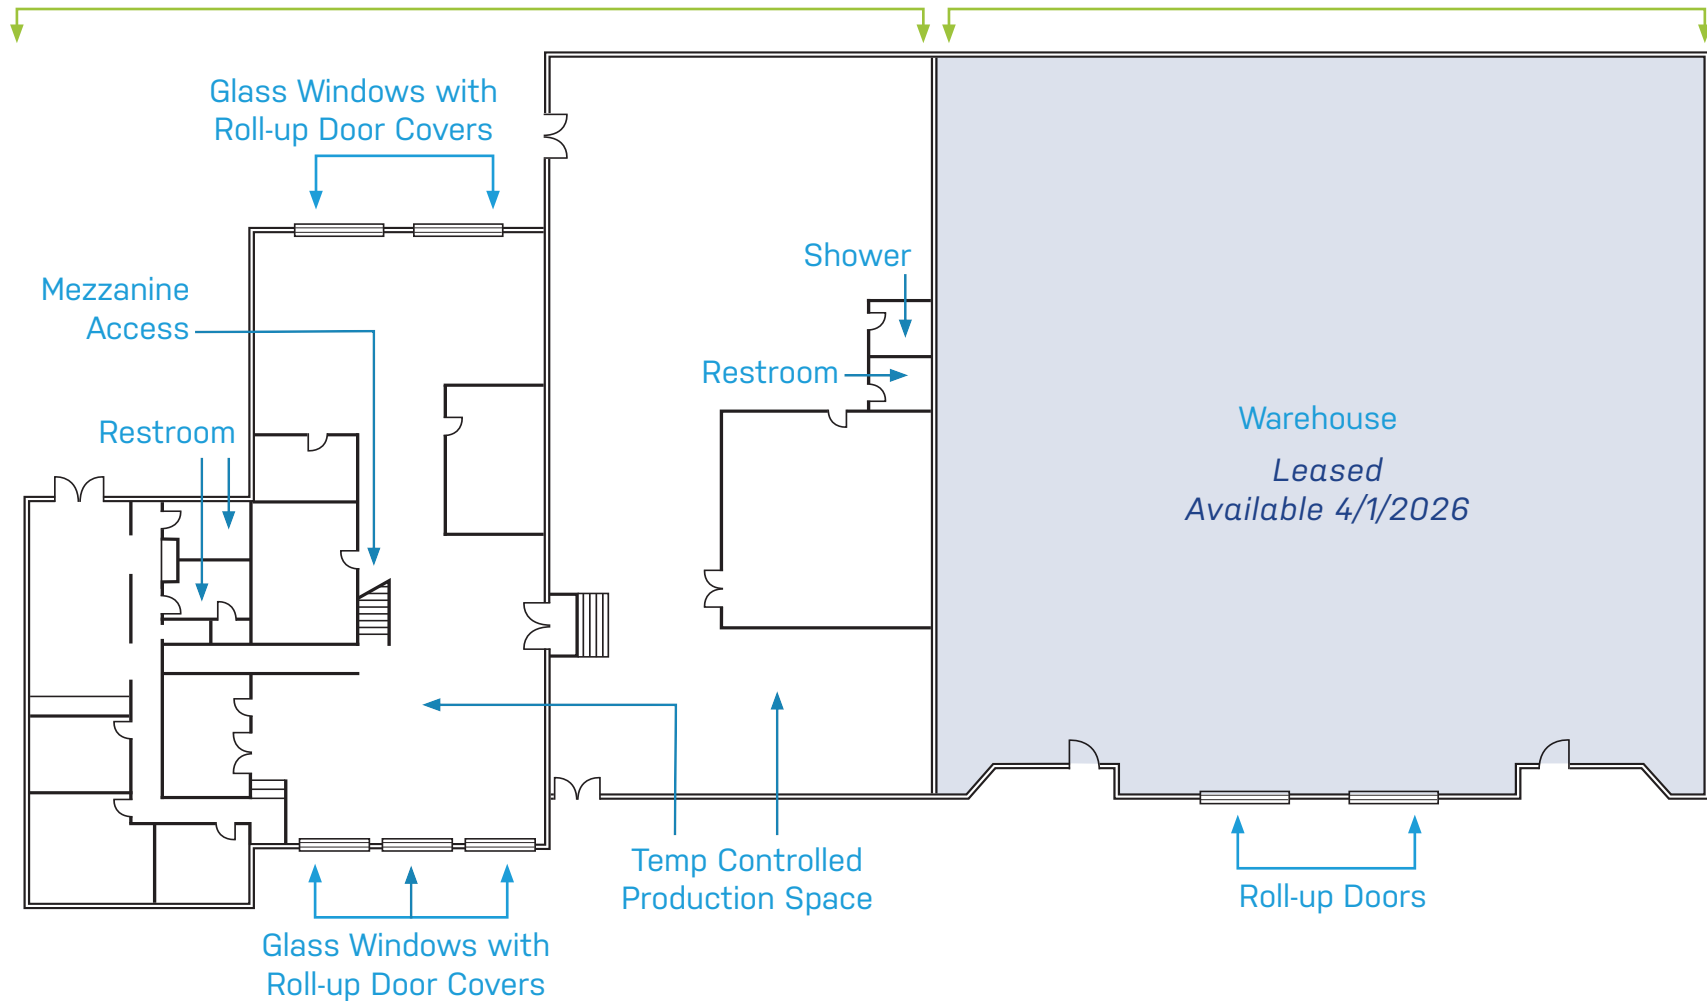 Glass Windows with
Roll-up Door Covers
Shower
Mezzanine
Access
Restroom
Restroom
Warehouse
Leased
Available 4/1/2026
Temp Controlled
Production Space
Roll-up Doors
Glass Windows with
Roll-up Door Covers